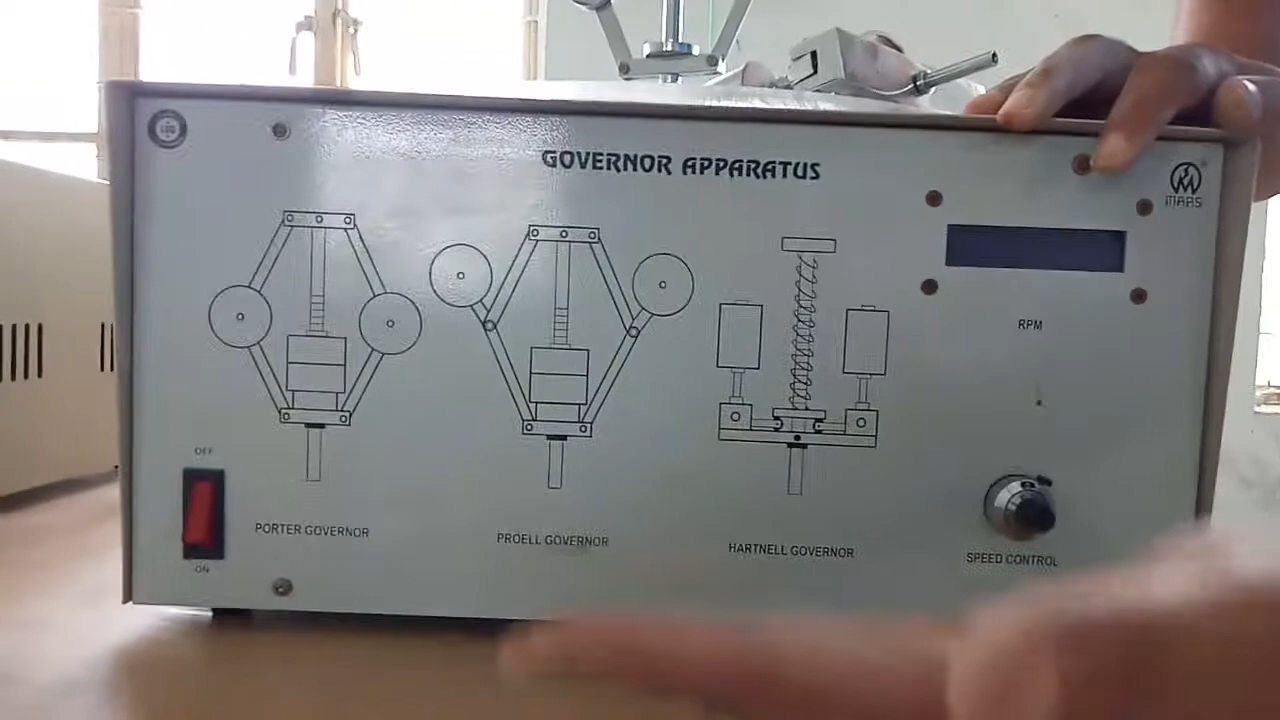 GOVERNOR APPARATUS
MARS
RPM
OFF
ON
PORTER GOVERNOR
PROELL GOVERNOR
HARTNELL GOVERNOR
SPEED CONTROL